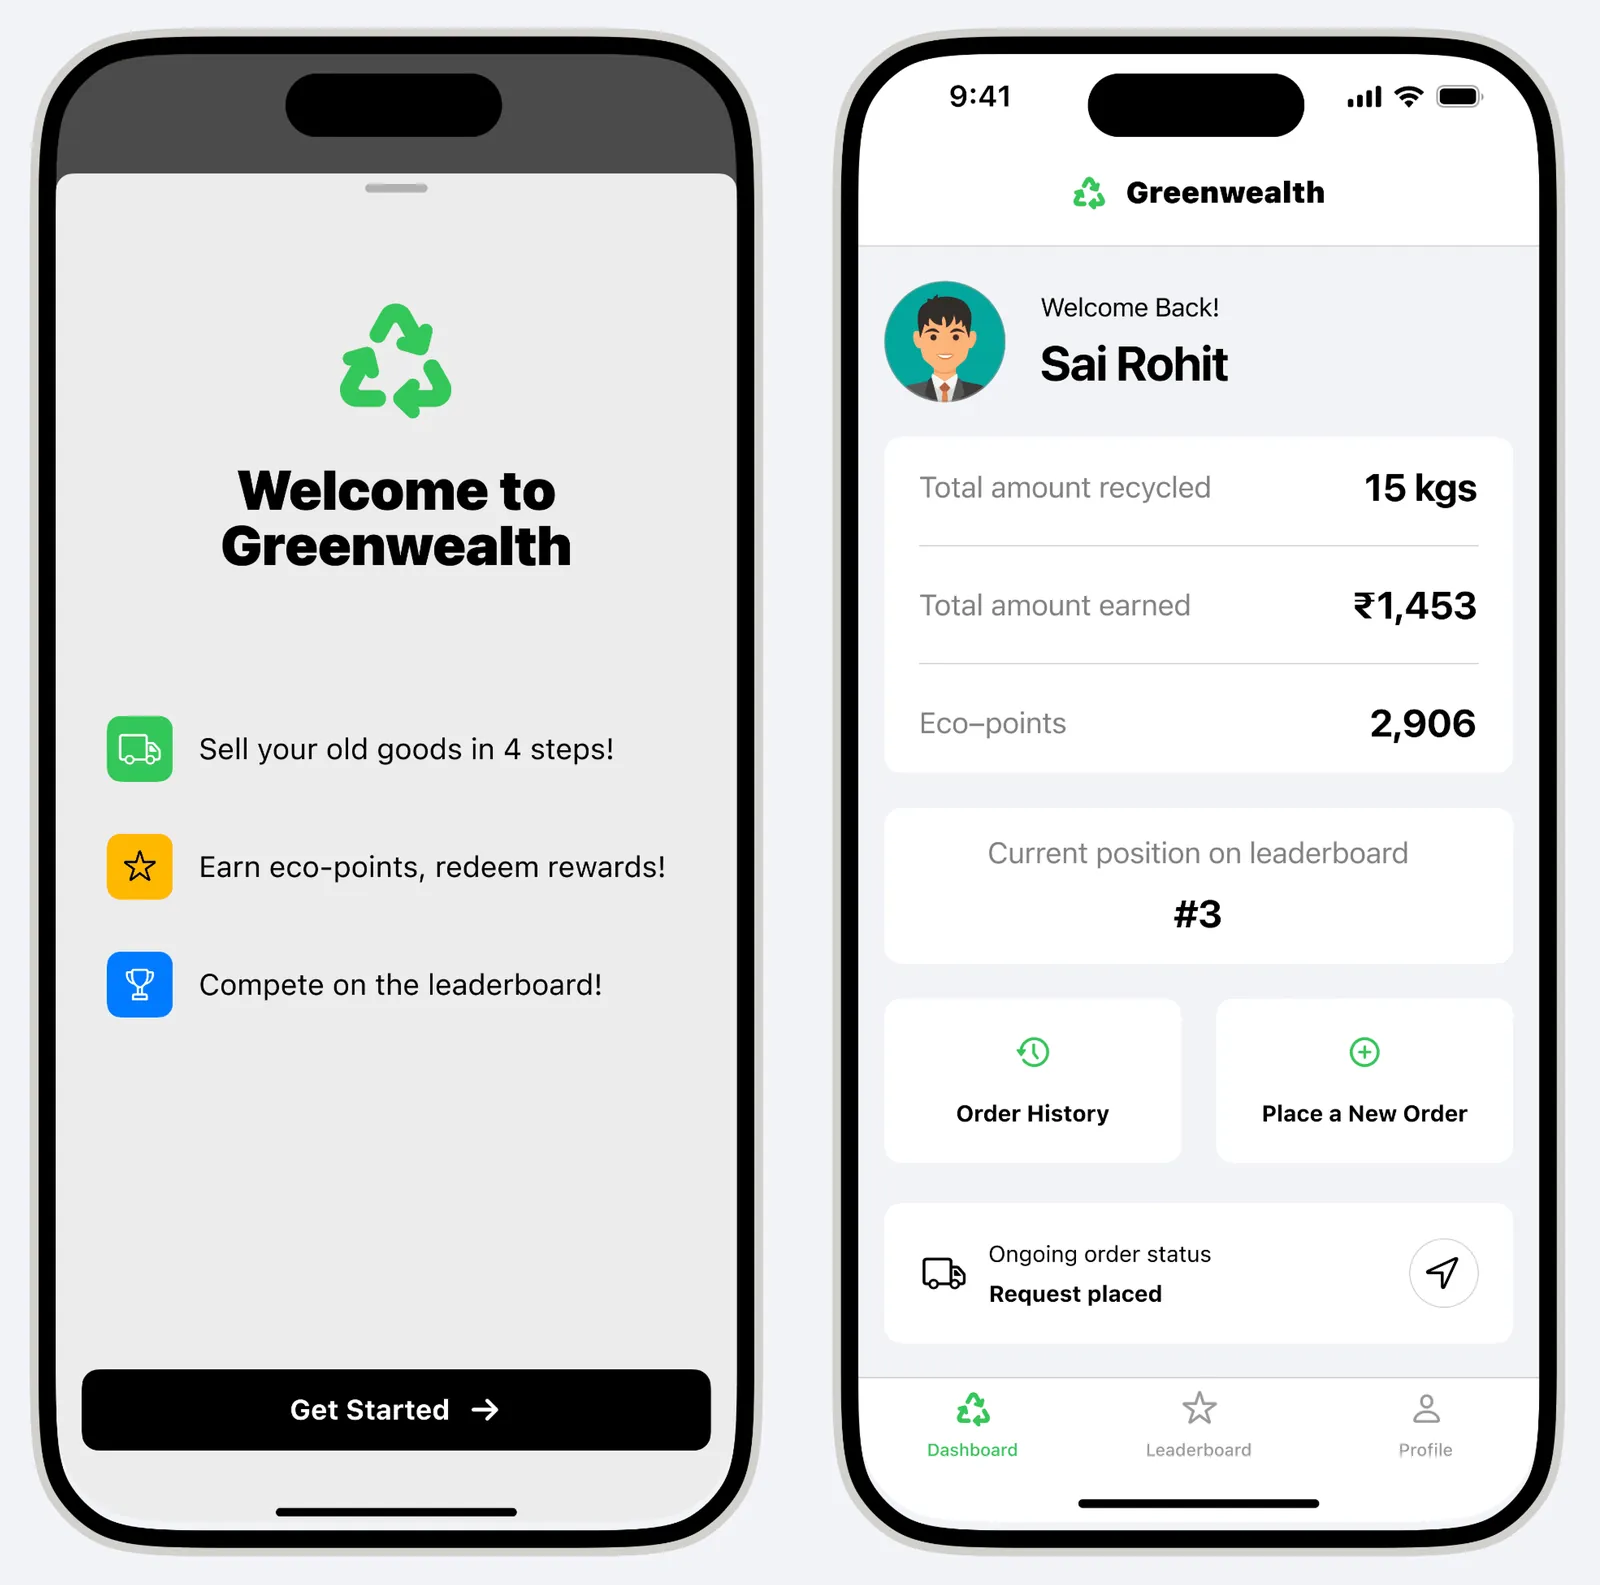 Welcome to
Greenwealth
Sell your old goods in 4 steps!
Earn eco-points, redeem rewards!
Compete on the leaderboard!
Get Started
9:41
Greenwealth
Welcome Back!
Sai Rohit
Total amount recycled 15 kgs
Total amount earned ₹1,453
Eco–points 2,906
Current position on leaderboard
#3
Order History
Place a New Order
Ongoing order status
Request placed
Dashboard Leaderboard Profile